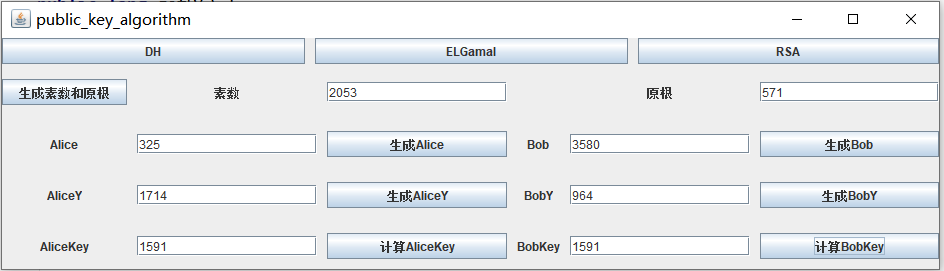 public_key_algorithm
DH ELGamal RSA
生成素数和原根 素数 2053 原根 571
Alice 325 生成Alice Bob 3580 生成Bob
AliceY 1714 生成AliceY BobY 964 生成BobY
AliceKey 1591 计算AliceKey BobKey 1591 计算BobKey